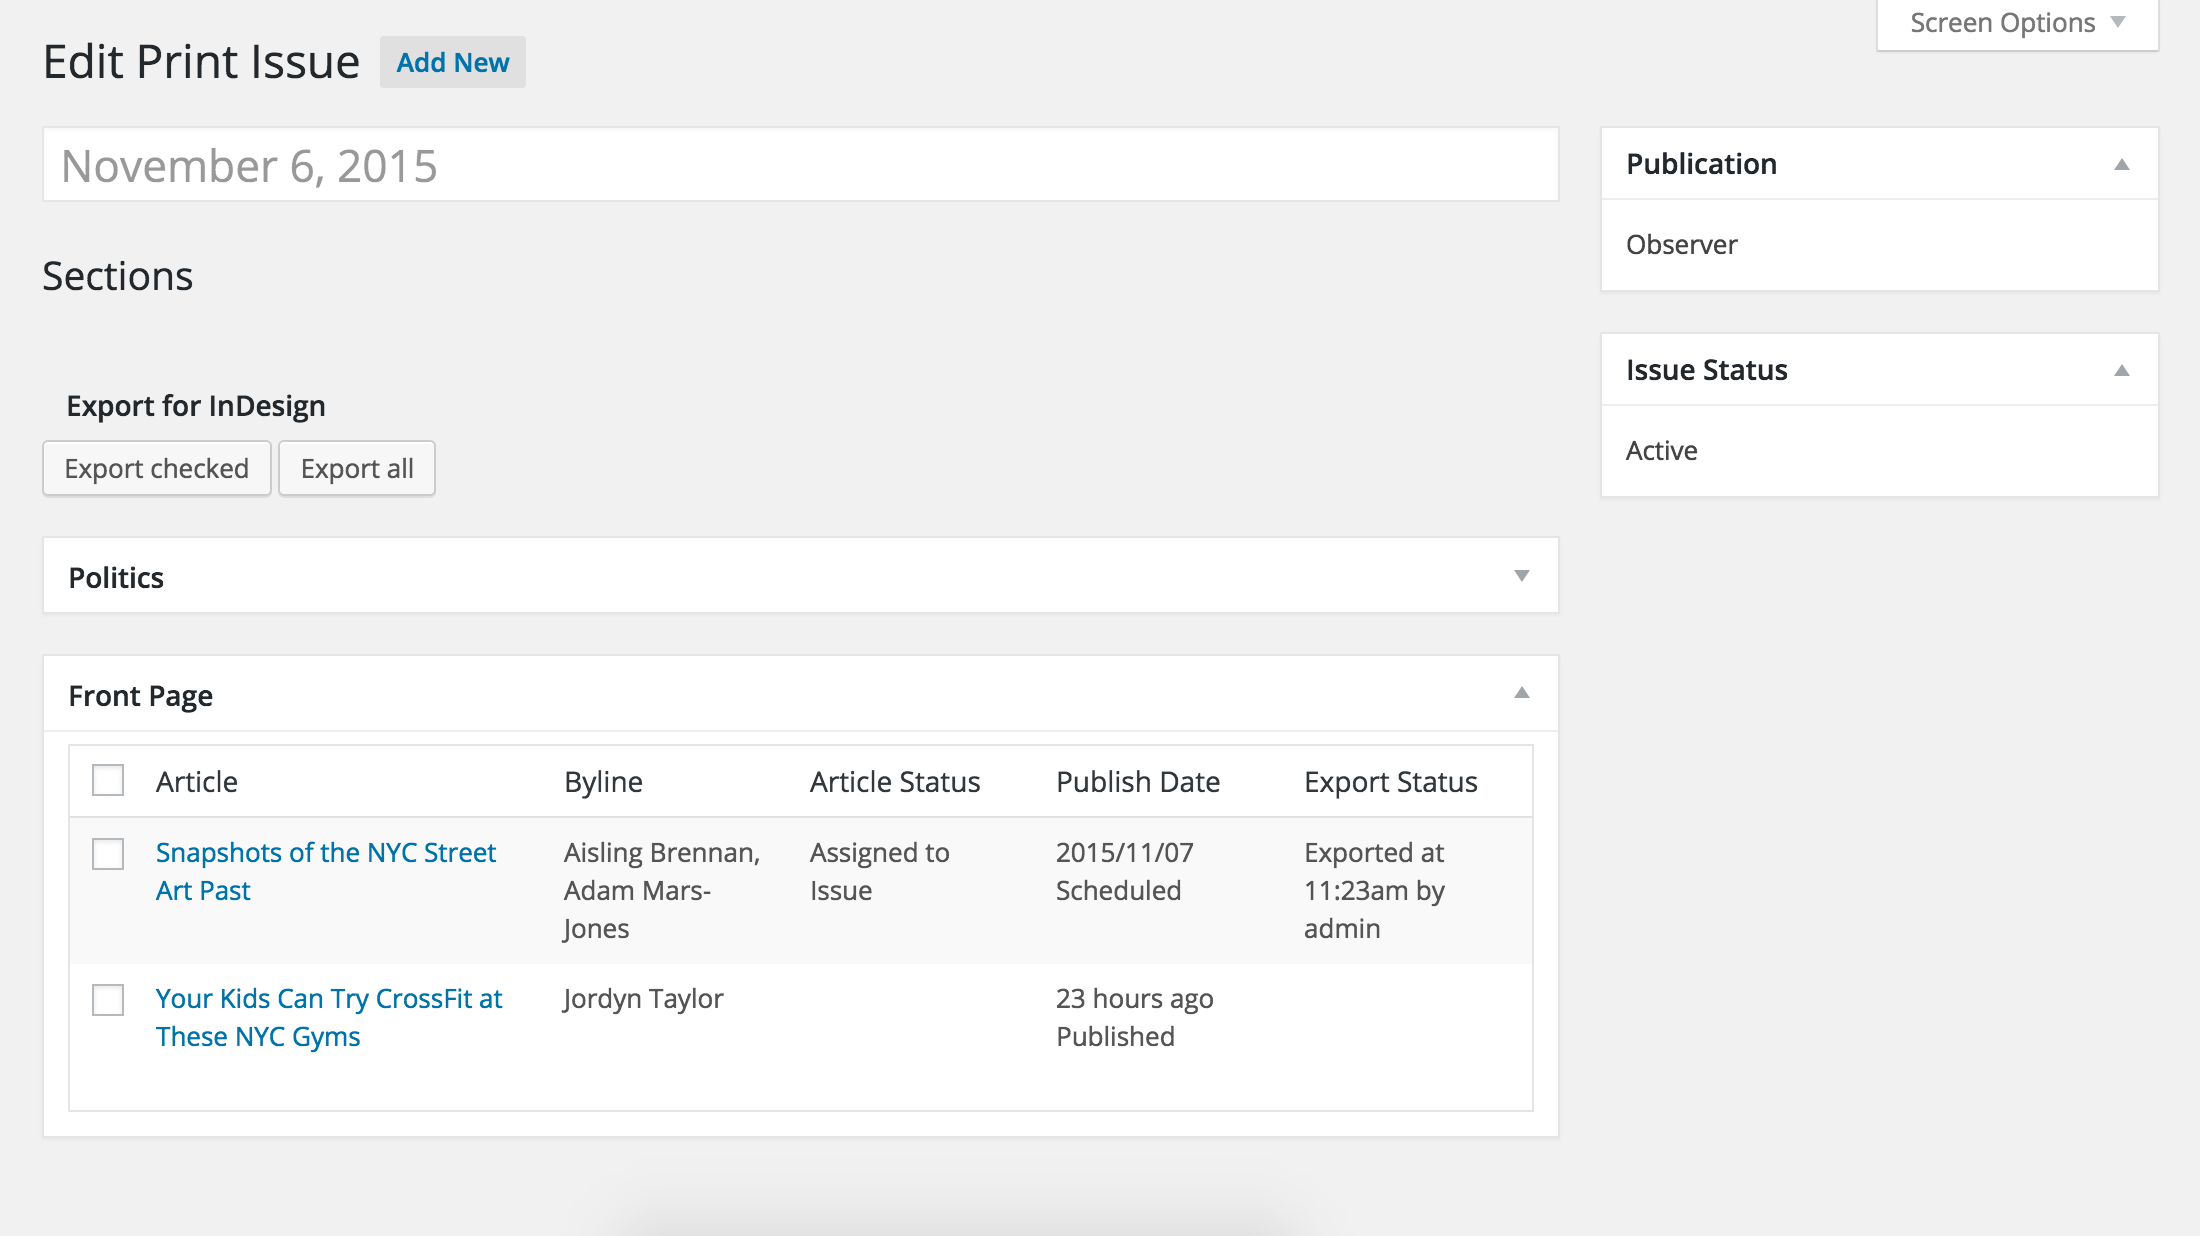 Screen Options
Edit Print Issue Add New
November 6, 2015
Publication
Observer
Sections
Issue Status
Active
Export for InDesign
Export checked Export all
Politics
Front Page
Article Byline Article Status Publish Date Export Status
Snapshots of the NYC Street Aisling Brennan, Assigned to 2015/11/07 Exported at
Art Past Adam Mars- Issue Scheduled 11:23am by
Jones admin
Your Kids Can Try CrossFit at Jordyn Taylor 23 hours ago
These NYC Gyms Published